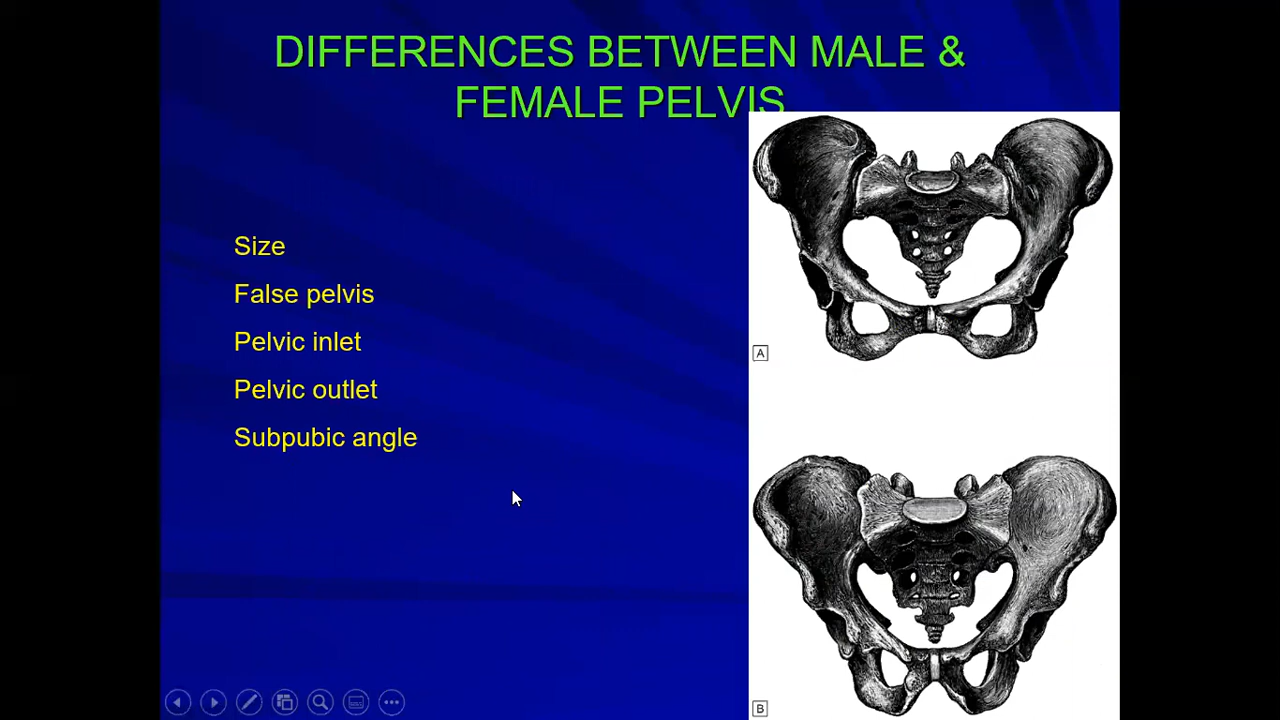 DIFFERENCES BETWEEN MALE &
FEMALE PELVIS
Size
False pelvis
Pelvic inlet
Pelvic outlet
Subpubic angle
A
B